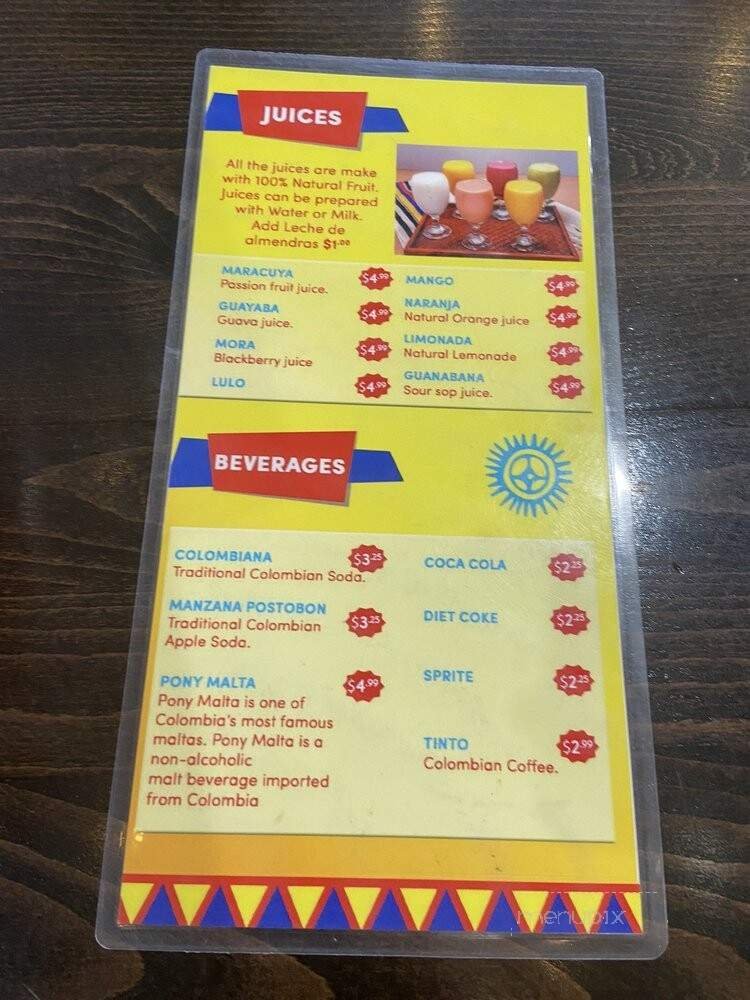 JUICES
All the juices are make
with 100% Natural Fruit.
Juices can be prepared
with Water or Milk.
Add Leche de
almendras $1.00
MARACUYA $4.99
Passion fruit juice.
GUAYABA $4.99
Guava juice.
MORA $4.99
Blackberry juice
LULO $4.99
MANGO $4.99
NARANJA $4.99
Natural Orange juice
LIMONADA $4.99
Natural Lemonade
GUANABANA $4.99
Sour sop juice.
BEVERAGES
COLOMBIANA $3.25
Traditional Colombian Soda.
MANZANA POSTOBON $3.25
Traditional Colombian
Apple Soda.
PONY MALTA $4.99
Pony Malta is one of
Colombia's most famous
maltas. Pony Malta is a
non-alcoholic
malt beverage imported
from Colombia
COCA COLA $2.25
DIET COKE $2.25
SPRITE $2.25
TINTO $2.99
Colombian Coffee.
menupix